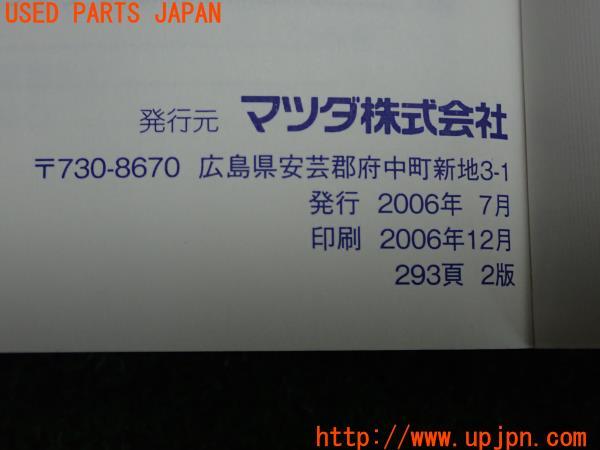 USED PARTS JAPAN
発行元 マツダ株式会社
〒730-8670 広島県安芸郡府中町新地3-1
発行 2006年 7月
印刷 2006年12月
293頁 2版
http://www.upjpn.com/